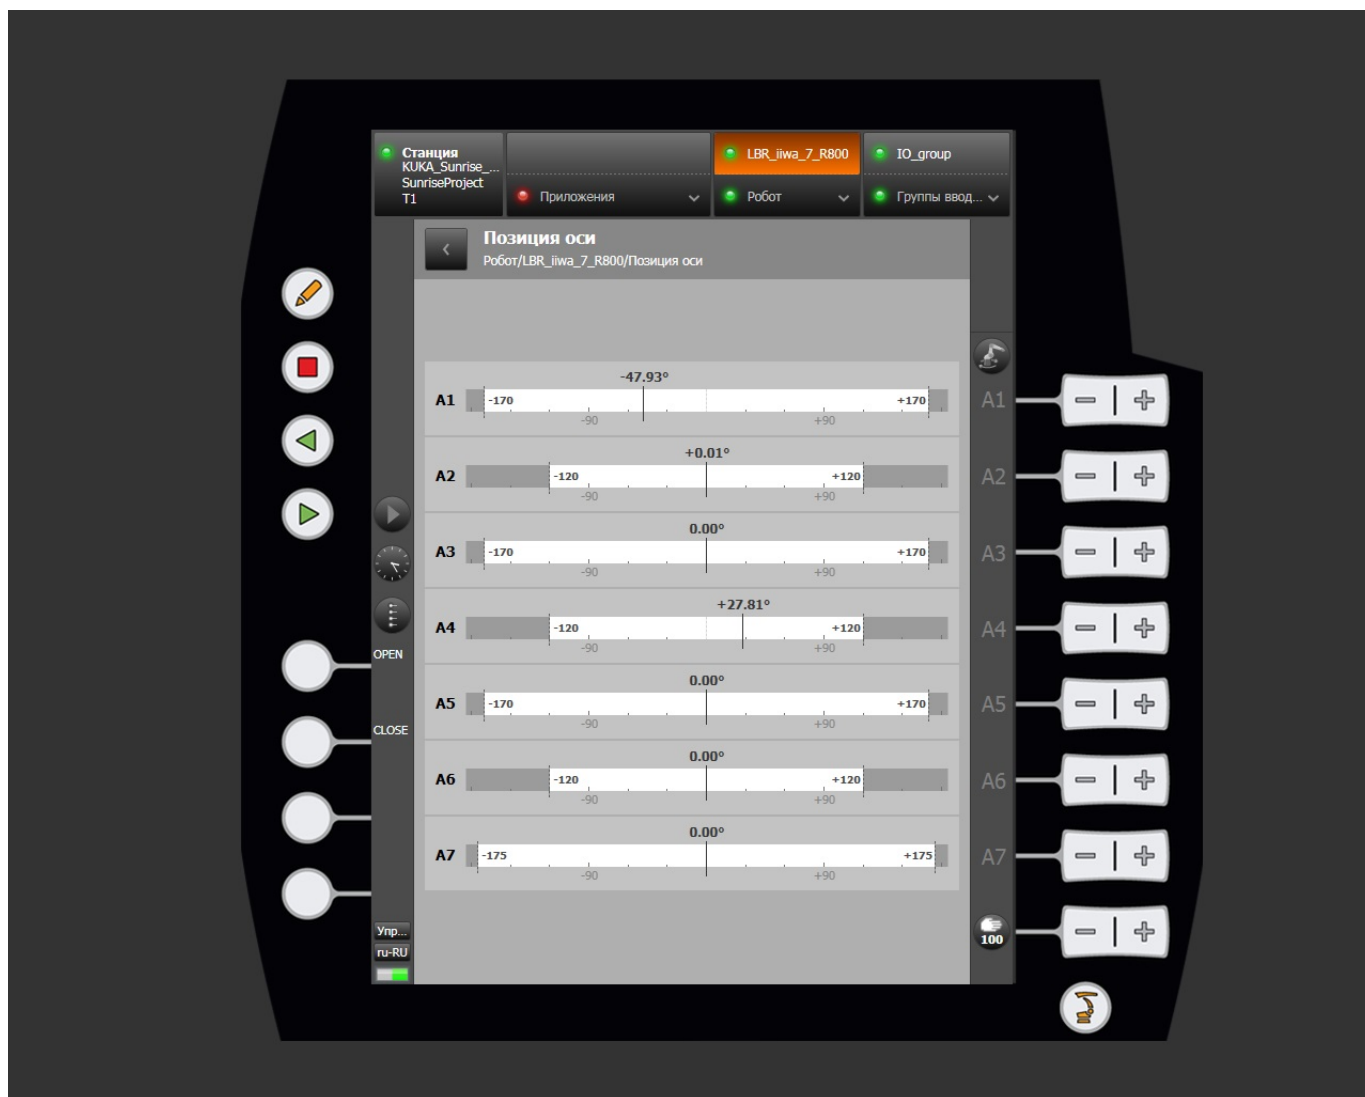 Станция
KUKA_Sunrise_...
SunriseProject
T1
Приложения
LBR_iiwa_7_R800
Робот
IO_group
Группы ввод...
Позиция оси
Робот/LBR_iiwa_7_R800/Позиция оси
-47.93°
A1 -170 +170 A1
-90 +90
+0.01°
A2 -120 +120 A2
-90 +90
0.00°
A3 -170 +170 A3
-90 +90
+27.81°
A4 -120 +120 A4
-90 +90
OPEN
0.00°
A5 -170 +170 A5
-90 +90
CLOSE
0.00°
A6 -120 +120 A6
-90 +90
0.00°
A7 -175 +175 A7
-90 +90
Упр...
100
ru-RU